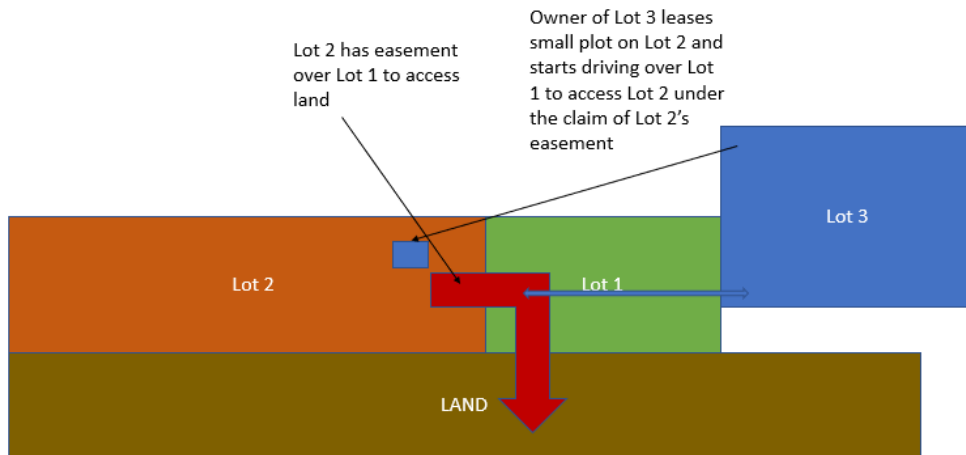 Owner of Lot 3 leases
small plot on Lot 2 and
starts driving over Lot
1 to access Lot 2 under
the claim of Lot 2's
easement
Lot 2 has easement
over Lot 1 to access
land
Lot 3
Lot 2
Lot 1
LAND